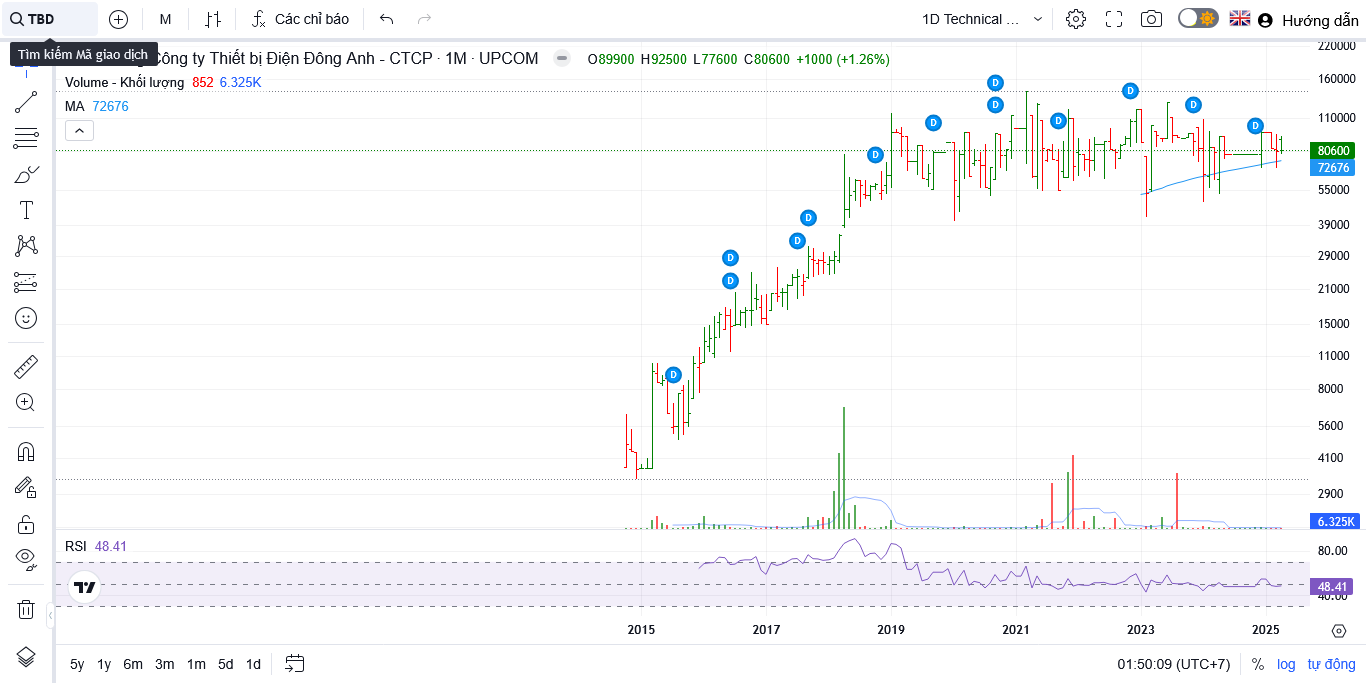 TBD
M
Các chỉ báo
1D Technical ...
Hướng dẫn
Tìm kiếm Mã giao dịch
Công ty Thiết bị Điện Đông Anh - CTCP · 1M · UPCOM
O89900 H92500 L77600 C80600 +1000 (+1.26%)
Volume - Khối lượng 852 6.325K
MA 72676
220000
160000
110000
80600
72676
55000
39000
29000
21000
15000
11000
8000
5600
4100
2900
6.325K
D
D
D
D
D
D
D
D
D
D
D
D
D
D
RSI 48.41
80.00
48.41
40.00
2015
2017
2019
2021
2023
2025
5y 1y 6m 3m 1m 5d 1d
01:50:09 (UTC+7)
%
log
tự động